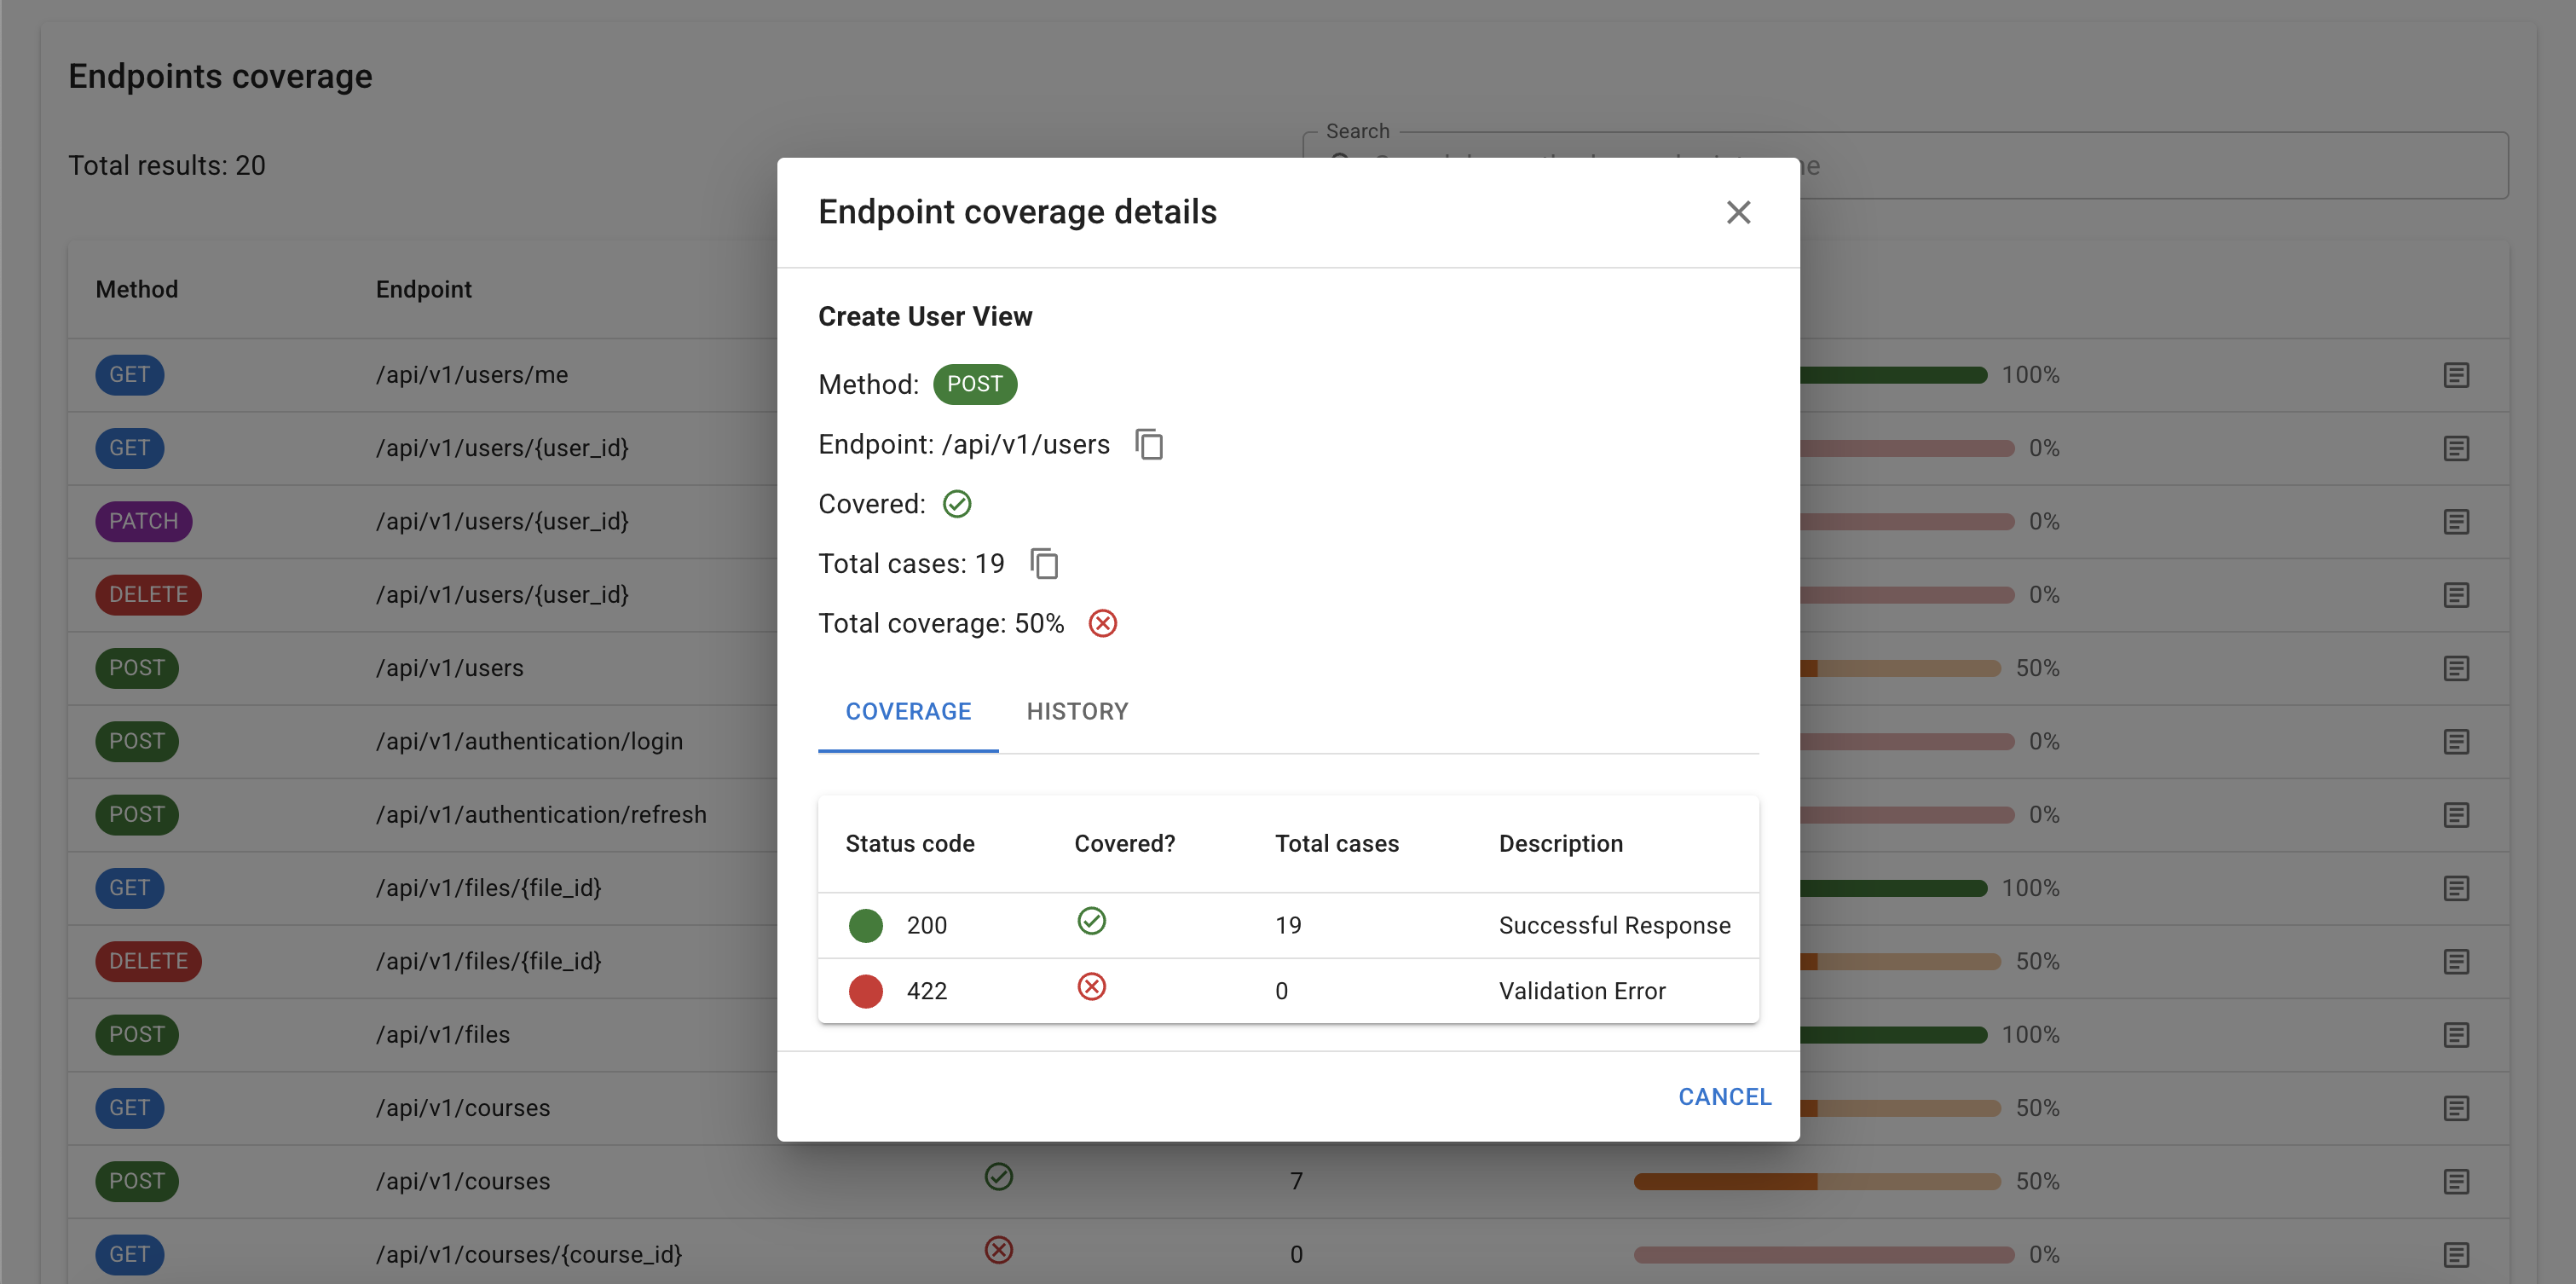 Endpoints coverage
Search
Total results: 20
Endpoint coverage details
Method Endpoint
Create User View
GET /api/v1/users/me 100%
Method: POST
GET /api/v1/users/{user_id} 0%
Endpoint: /api/v1/users
PATCH /api/v1/users/{user_id} 0%
Covered:
DELETE /api/v1/users/{user_id} 0%
Total cases: 19
Total coverage: 50%
POST /api/v1/users 50%
COVERAGE HISTORY
POST /api/v1/authentication/login 0%
POST /api/v1/authentication/refresh 0%
Status code Covered? Total cases Description
GET /api/v1/files/{file_id} 100%
200 19 Successful Response
DELETE /api/v1/files/{file_id} 50%
422 0 Validation Error
POST /api/v1/files 100%
CANCEL
GET /api/v1/courses 50%
POST /api/v1/courses 7 50%
GET /api/v1/courses/{course_id} 0 0%